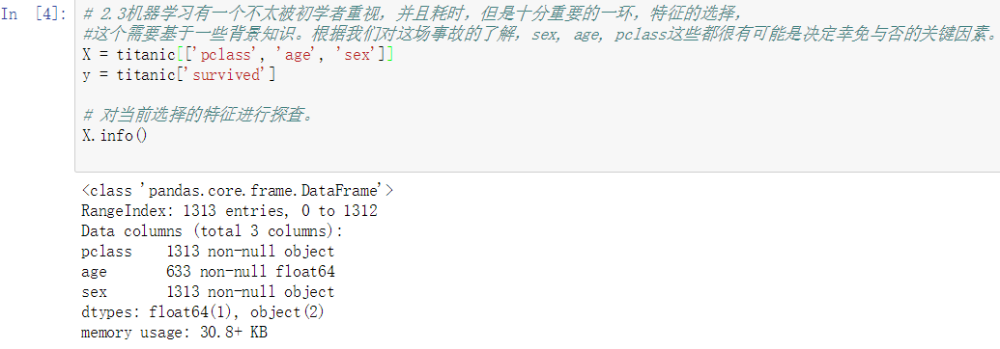 In [4]: # 2.3机器学习有一个不太被初学者重视，并且耗时，但是十分重要的一环，特征的选择，
#这个需要基于一些背景知识。根据我们对这场事故的了解，sex, age, pclass这些都很有可能是决定幸免与否的关键因素。
X = titanic[['pclass', 'age', 'sex']]
y = titanic['survived']
# 对当前选择的特征进行探查。
X.info()
<class 'pandas.core.frame.DataFrame'>
RangeIndex: 1313 entries, 0 to 1312
Data columns (total 3 columns):
pclass    1313 non-null object
age       633 non-null float64
sex       1313 non-null object
dtypes: float64(1), object(2)
memory usage: 30.8+ KB